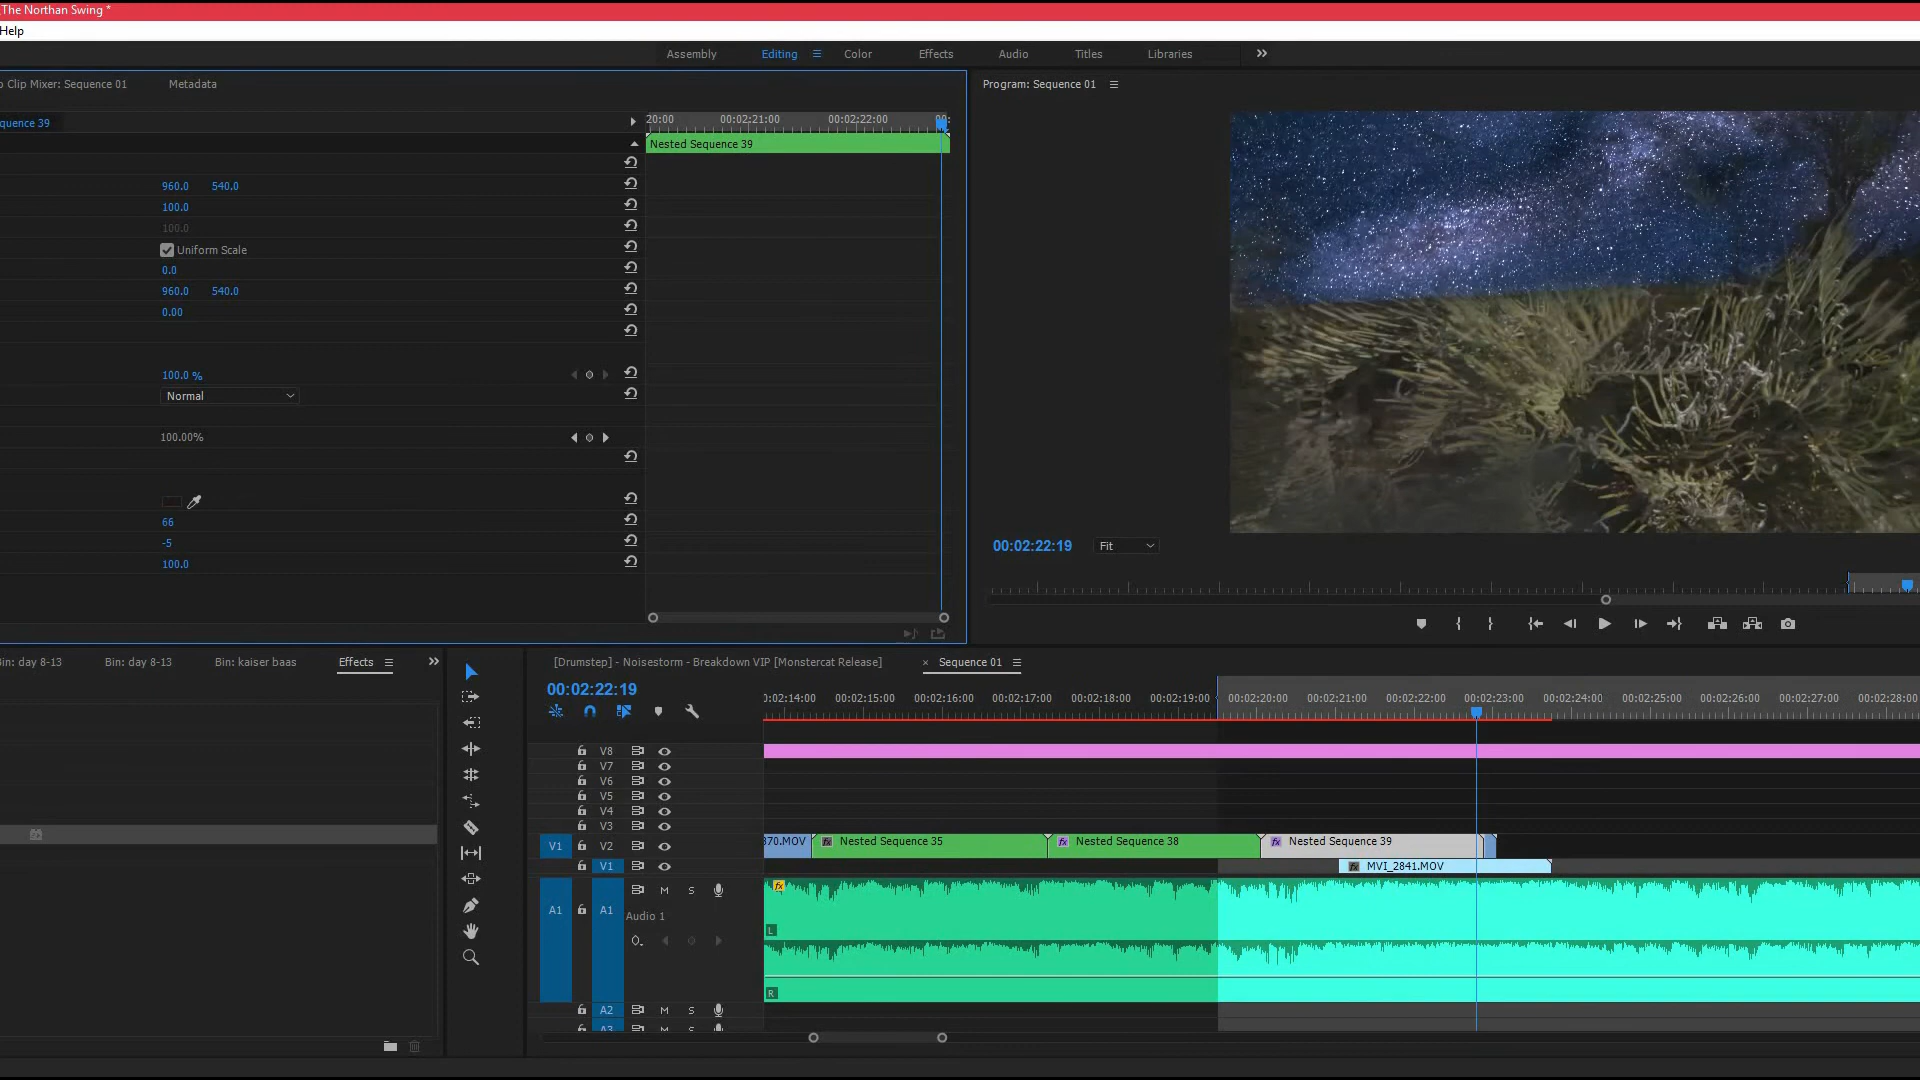 The Northan Swing *
Help
Assembly Editing Color Effects Audio Titles Libraries
Clip Mixer: Sequence 01 Metadata
Program: Sequence 01
quence 39
20:00 00:02:21:00 00:02:22:00 00:
Nested Sequence 39
960.0 540.0
100.0
100.0
Uniform Scale
0.0
960.0 540.0
0.00
100.0 %
Normal
100.00%
66
-5
100.0
00:02:22:19 Fit
Bin: day 8-13 Bin: day 8-13 Bin: kaiser baas Effects
[Drumstep] - Noisestorm - Breakdown VIP [Monstercat Release] × Sequence 01
00:02:22:19
0:02:14:00 00:02:15:00 00:02:16:00 00:02:17:00 00:02:18:00 00:02:19:00 00:02:20:00 00:02:21:00 00:02:22:00 00:02:23:00 00:02:24:00 00:02:25:00 00:02:26:00 00:02:27:00 00:02:28:00
V8
V7
V6
V5
V4
V3
V1 V2 370.MOV fx Nested Sequence 35 fx Nested Sequence 38 fx Nested Sequence 39
V1 fx MVI_2841.MOV
fx
M S
A1 A1 Audio 1
L
R
A2 M S
A3 M S